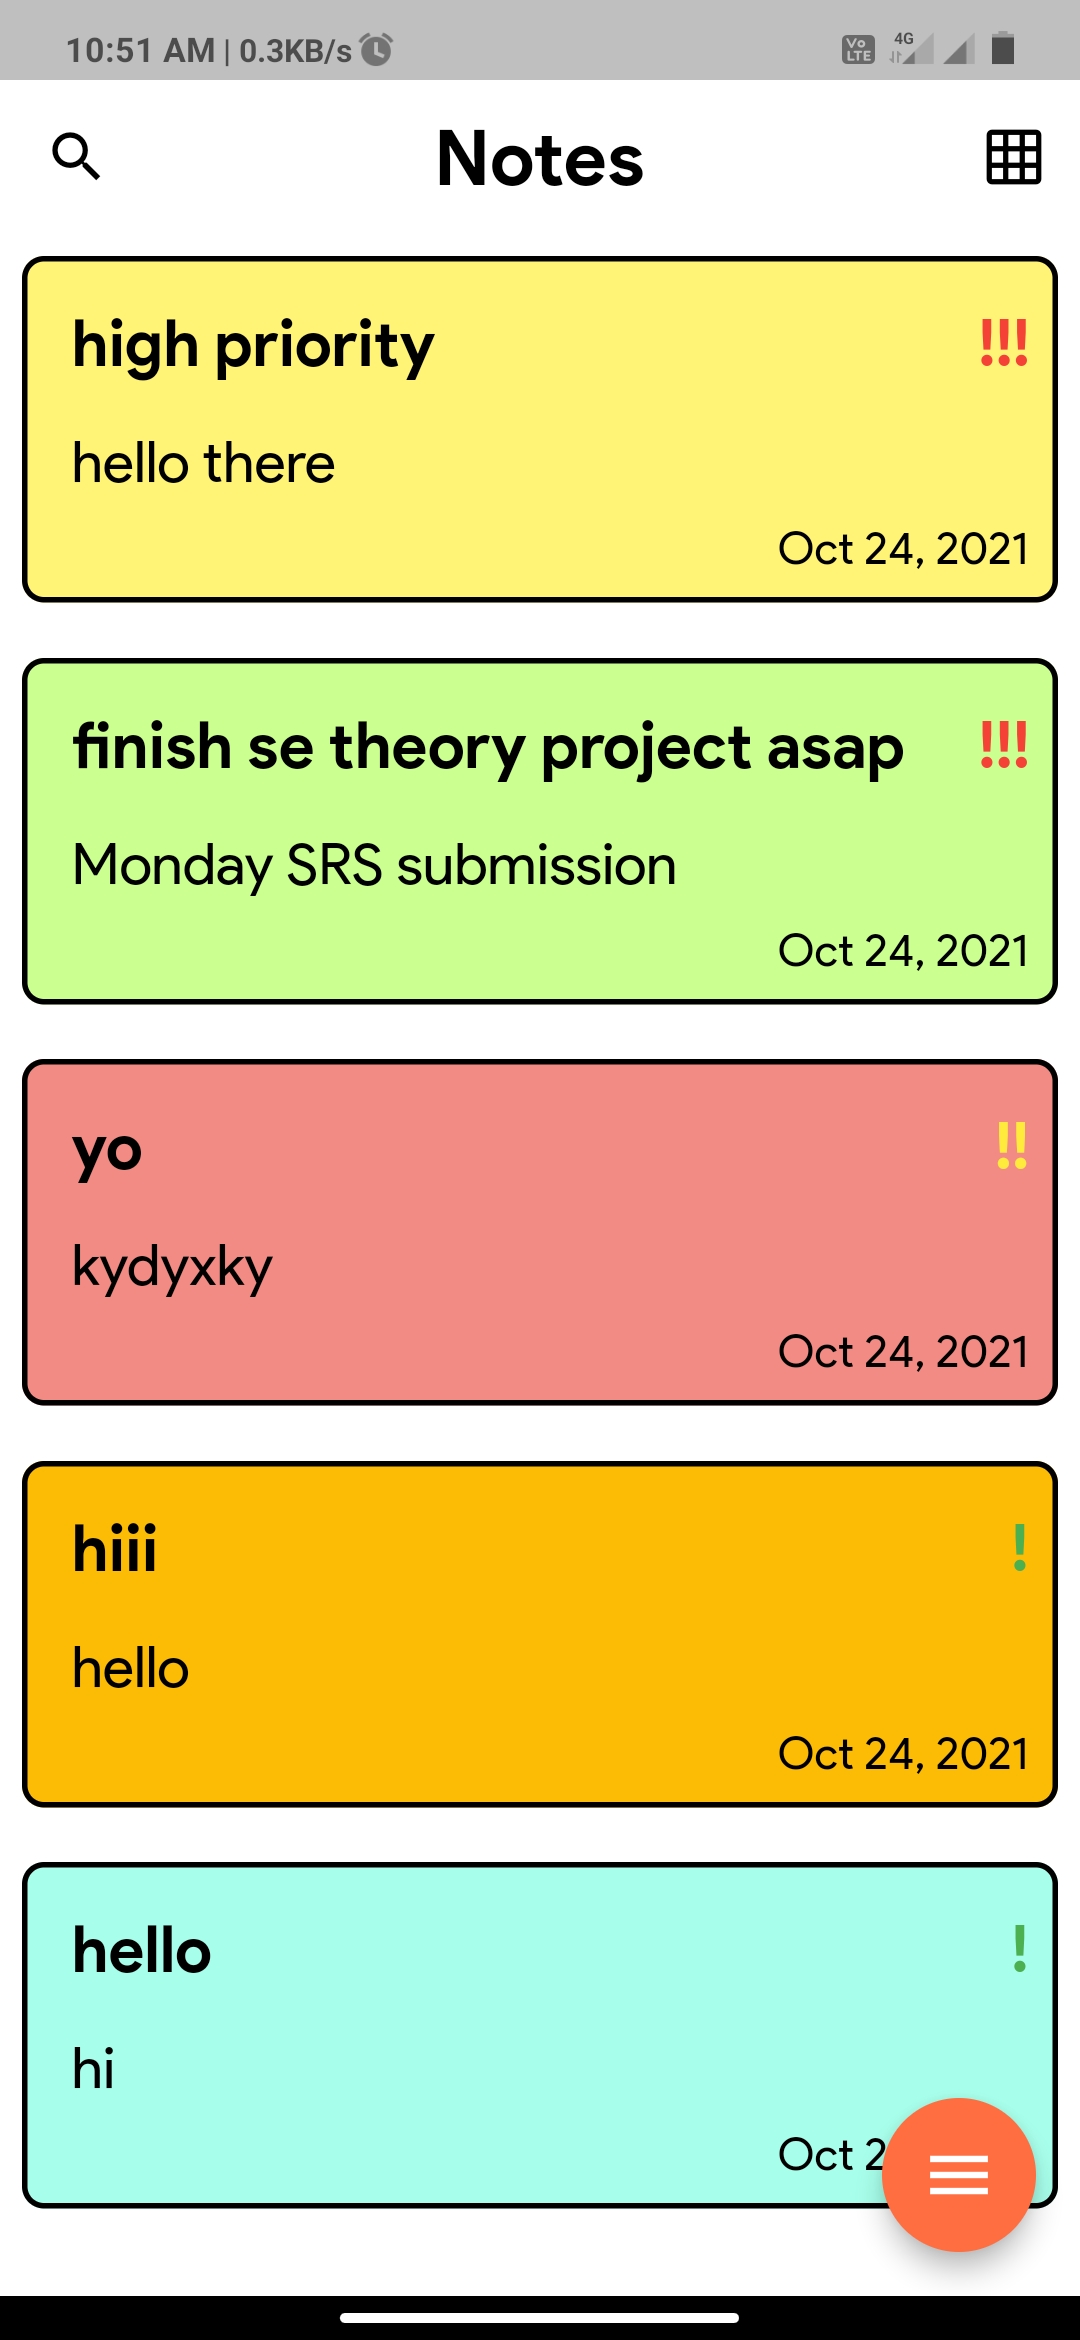 10:51 AM | 0.3KB/s
Vo LTE 4G
Notes
high priority !!!
hello there
Oct 24, 2021
finish se theory project asap !!!
Monday SRS submission
Oct 24, 2021
yo !!
kydyxky
Oct 24, 2021
hiii !
hello
Oct 24, 2021
hello !
hi
Oct 2